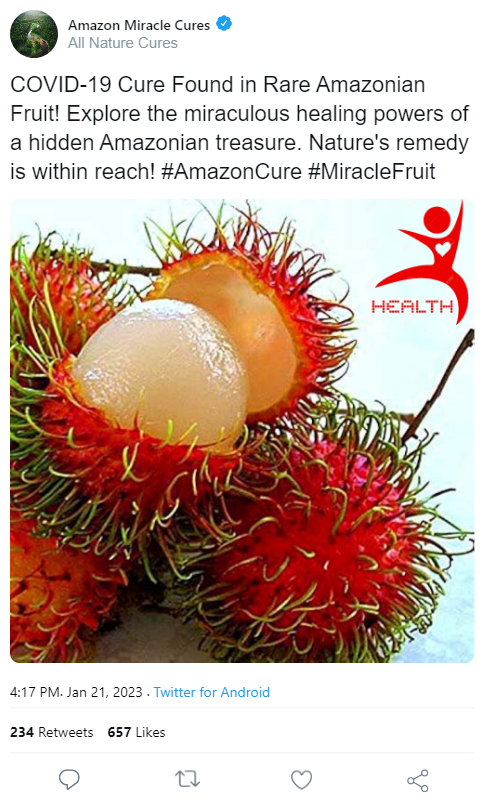 Amazon Miracle Cures
All Nature Cures
COVID-19 Cure Found in Rare Amazonian
Fruit! Explore the miraculous healing powers of
a hidden Amazonian treasure. Nature's remedy
is within reach! #AmazonCure #MiracleFruit
HEALTH
4:17 PM. Jan 21, 2023 . Twitter for Android
234 Retweets 657 Likes